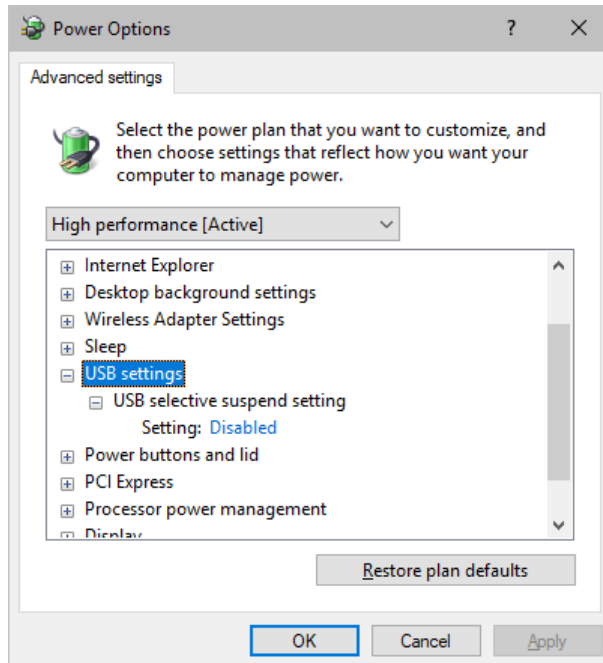 Power Options
?
Advanced settings
Select the power plan that you want to customize, and
then choose settings that reflect how you want your
computer to manage power.
High performance [Active]
Internet Explorer
Desktop background settings
Wireless Adapter Settings
Sleep
USB settings
USB selective suspend setting
Setting: Disabled
Power buttons and lid
PCI Express
Processor power management
Display
Restore plan defaults
OK
Cancel
Apply